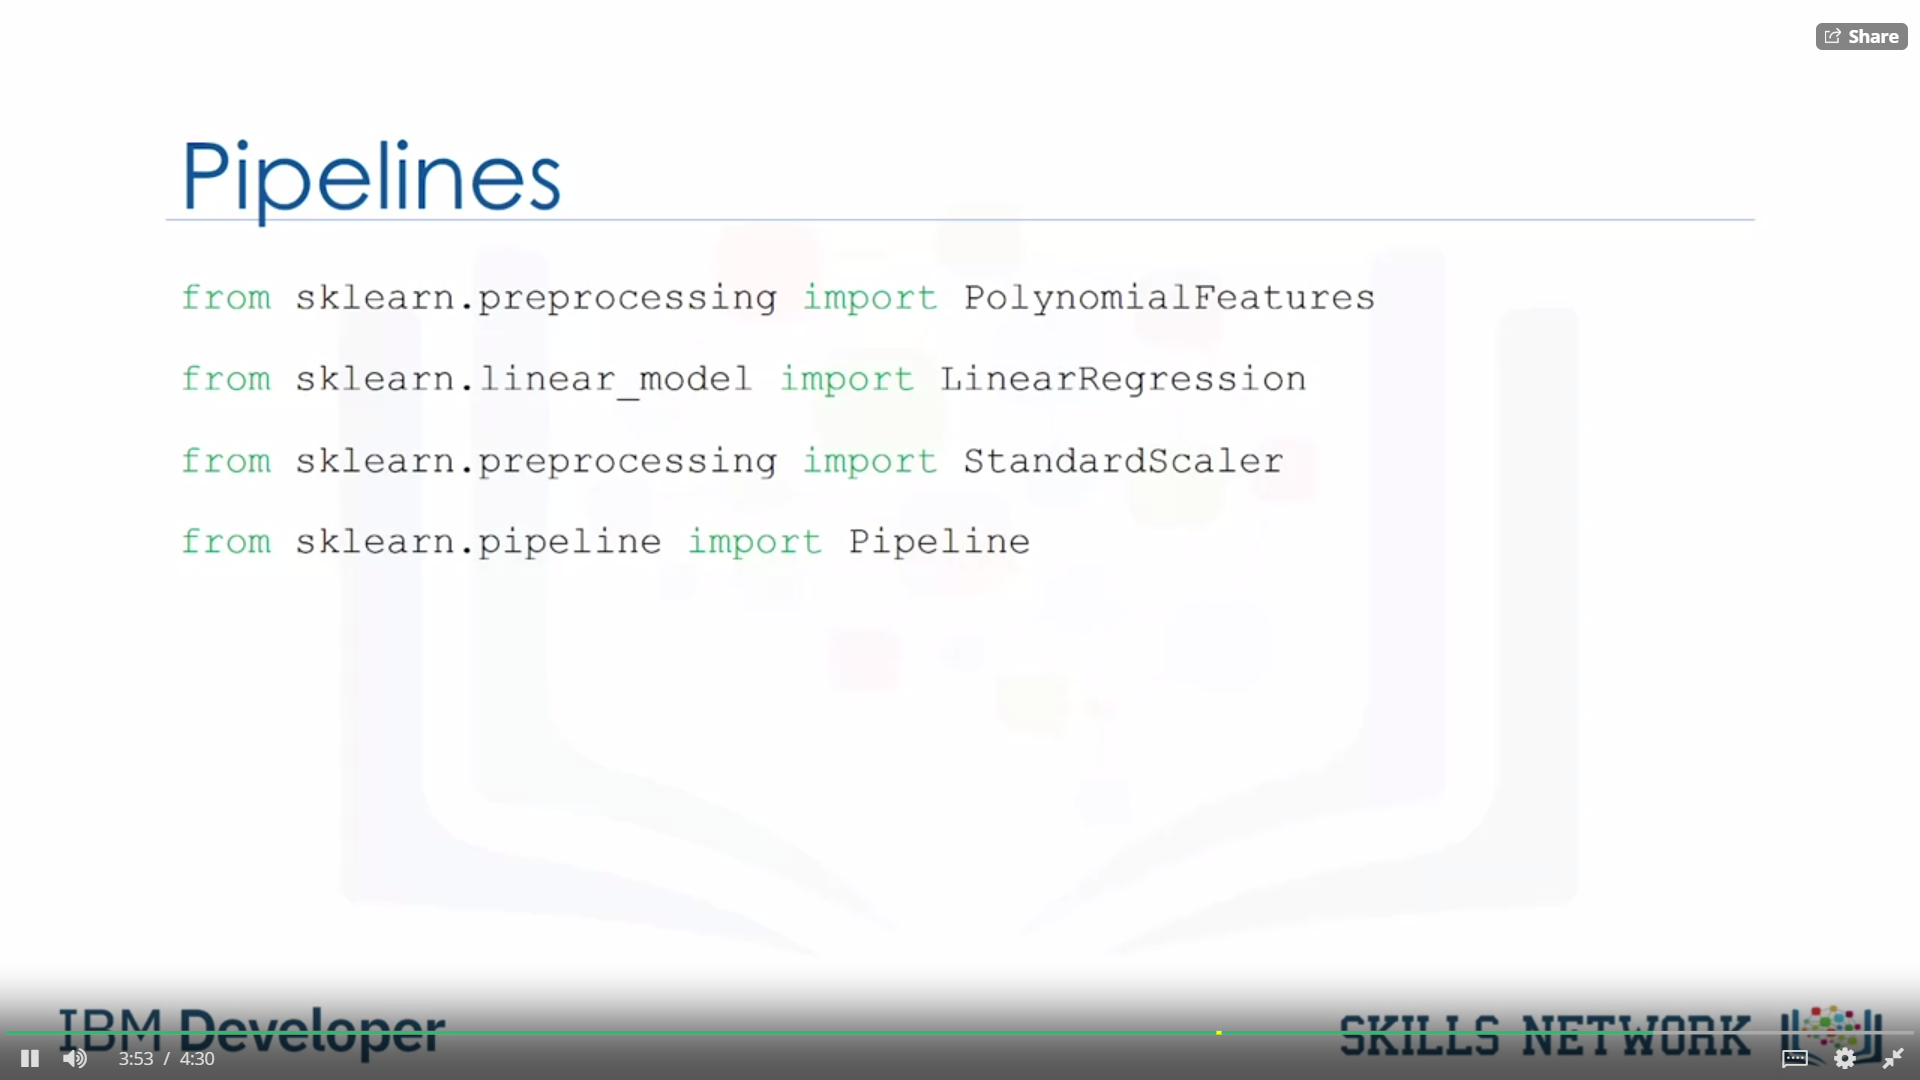 Share
Pipelines
from sklearn.preprocessing import PolynomialFeatures
from sklearn.linear_model import LinearRegression
from sklearn.preprocessing import StandardScaler
from sklearn.pipeline import Pipeline
IBM Developer
SKILLS NETWORK
3:53 / 4:30